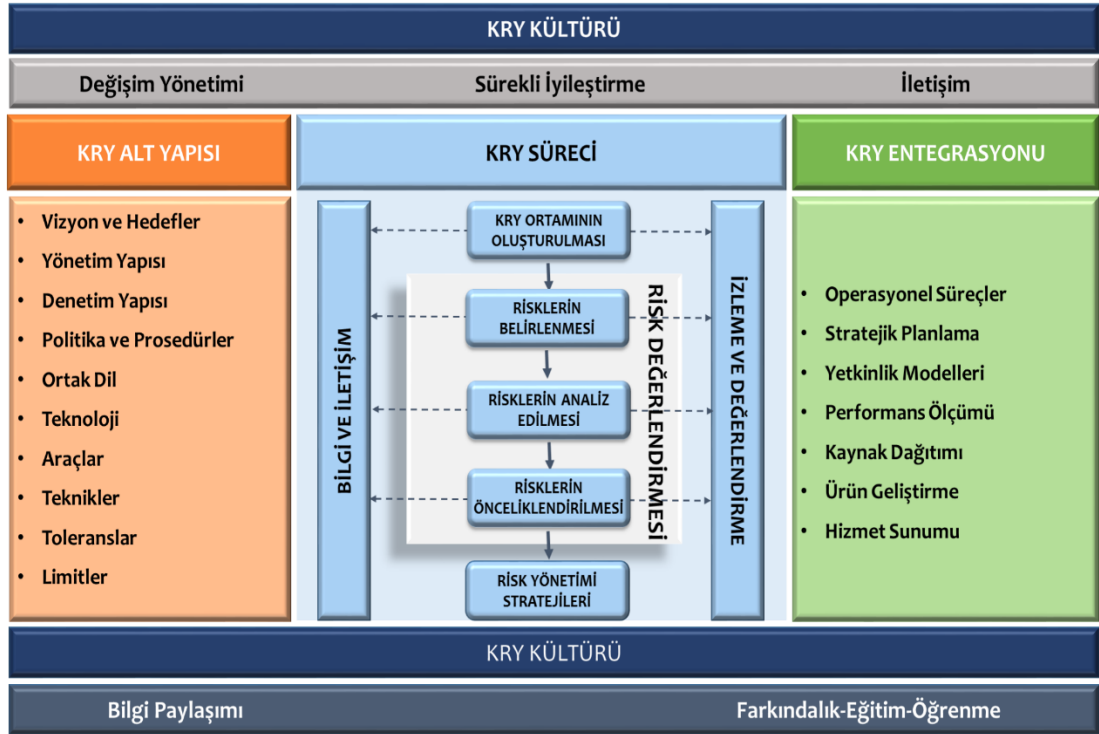 KRY KÜLTÜRÜ
Değişim Yönetimi
Sürekli İyileştirme
İletişim
KRY ALT YAPISI
• Vizyon ve Hedefler
• Yönetim Yapısı
• Denetim Yapısı
• Politika ve Prosedürler
• Ortak Dil
• Teknoloji
• Araçlar
• Teknikler
• Toleranslar
• Limitler
KRY SÜRECİ
BİLGİ VE İLETİŞİM
KRY ORTAMININ
OLUŞTURULMASI
RİSKLERİN
BELİRLENMESİ
RİSKLERİN ANALİZ
EDİLMESİ
RİSKLERİN
ÖNCELİKLENDİRİLMESİ
RİSK YÖNETİMİ
STRATEJİLERİ
RİSK DEĞERLENDİRMESİ
İZLEME VE DEĞERLENDİRME
KRY ENTEGRASYONU
• Operasyonel Süreçler
• Stratejik Planlama
• Yetkinlik Modelleri
• Performans Ölçümü
• Kaynak Dağıtımı
• Ürün Geliştirme
• Hizmet Sunumu
KRY KÜLTÜRÜ
Bilgi Paylaşımı
Farkındalık-Eğitim-Öğrenme